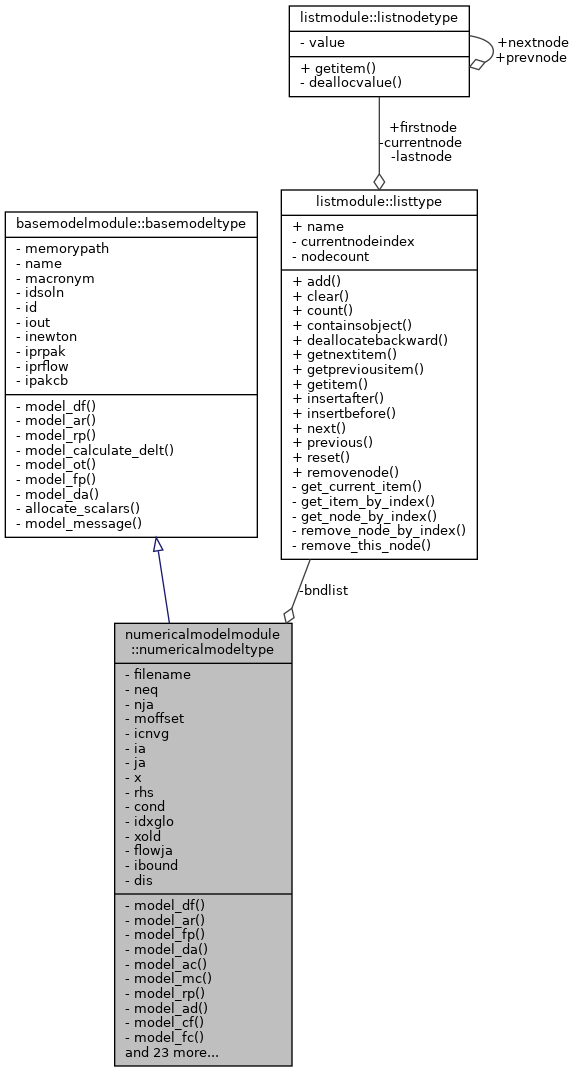 listmodule::listnodetype
- value
+ getitem()
- deallocvalue()
+nextnode
+prevnode
+firstnode
-currentnode
-lastnode
listmodule::listtype
+ name
- currentnodeindex
- nodecount
+ add()
+ clear()
+ count()
+ containsobject()
+ deallocatebackward()
+ getnextitem()
+ getpreviousitem()
+ getitem()
+ insertafter()
+ insertbefore()
+ next()
+ previous()
+ reset()
+ removenode()
- get_current_item()
- get_item_by_index()
- get_node_by_index()
- remove_node_by_index()
- remove_this_node()
basemodelmodule::basemodeltype
- memorypath
- name
- macronym
- idsoln
- id
- iout
- inewton
- iprpak
- iprflow
- ipakcb
- model_df()
- model_ar()
- model_rp()
- model_calculate_delt()
- model_ot()
- model_fp()
- model_da()
- allocate_scalars()
- model_message()
-bndlist
numericalmodelmodule
::numericalmodeltype
- filename
- neq
- nja
- moffset
- icnvg
- ia
- ja
- x
- rhs
- cond
- idxglo
- xold
- flowja
- ibound
- dis
- model_df()
- model_ar()
- model_fp()
- model_da()
- model_ac()
- model_mc()
- model_rp()
- model_ad()
- model_cf()
- model_fc()
and 23 more...